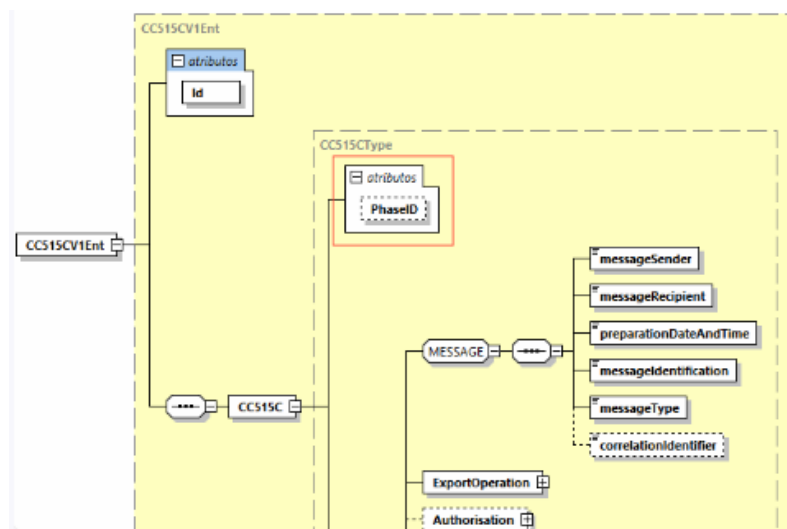 CC515CV1Ent
atributos
Id
CC515CType
atributos
PhaseID
CC515CV1Ent
messageSender
messageRecipient
preparationDateAndTime
MESSAGE
messageIdentification
CC515C
messageType
correlationIdentifier
ExportOperation
Authorisation